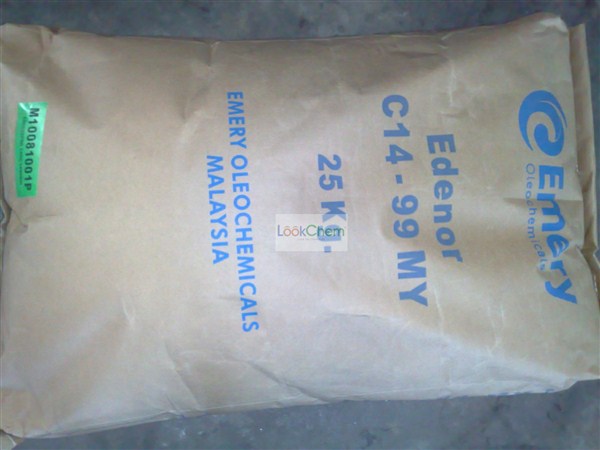 Emery
Oleochemicals
Edenor
C14-99 MY
25 Kg.
EMERY OLEOCHEMICALS
MALAYSIA
M10081001P
LookChem